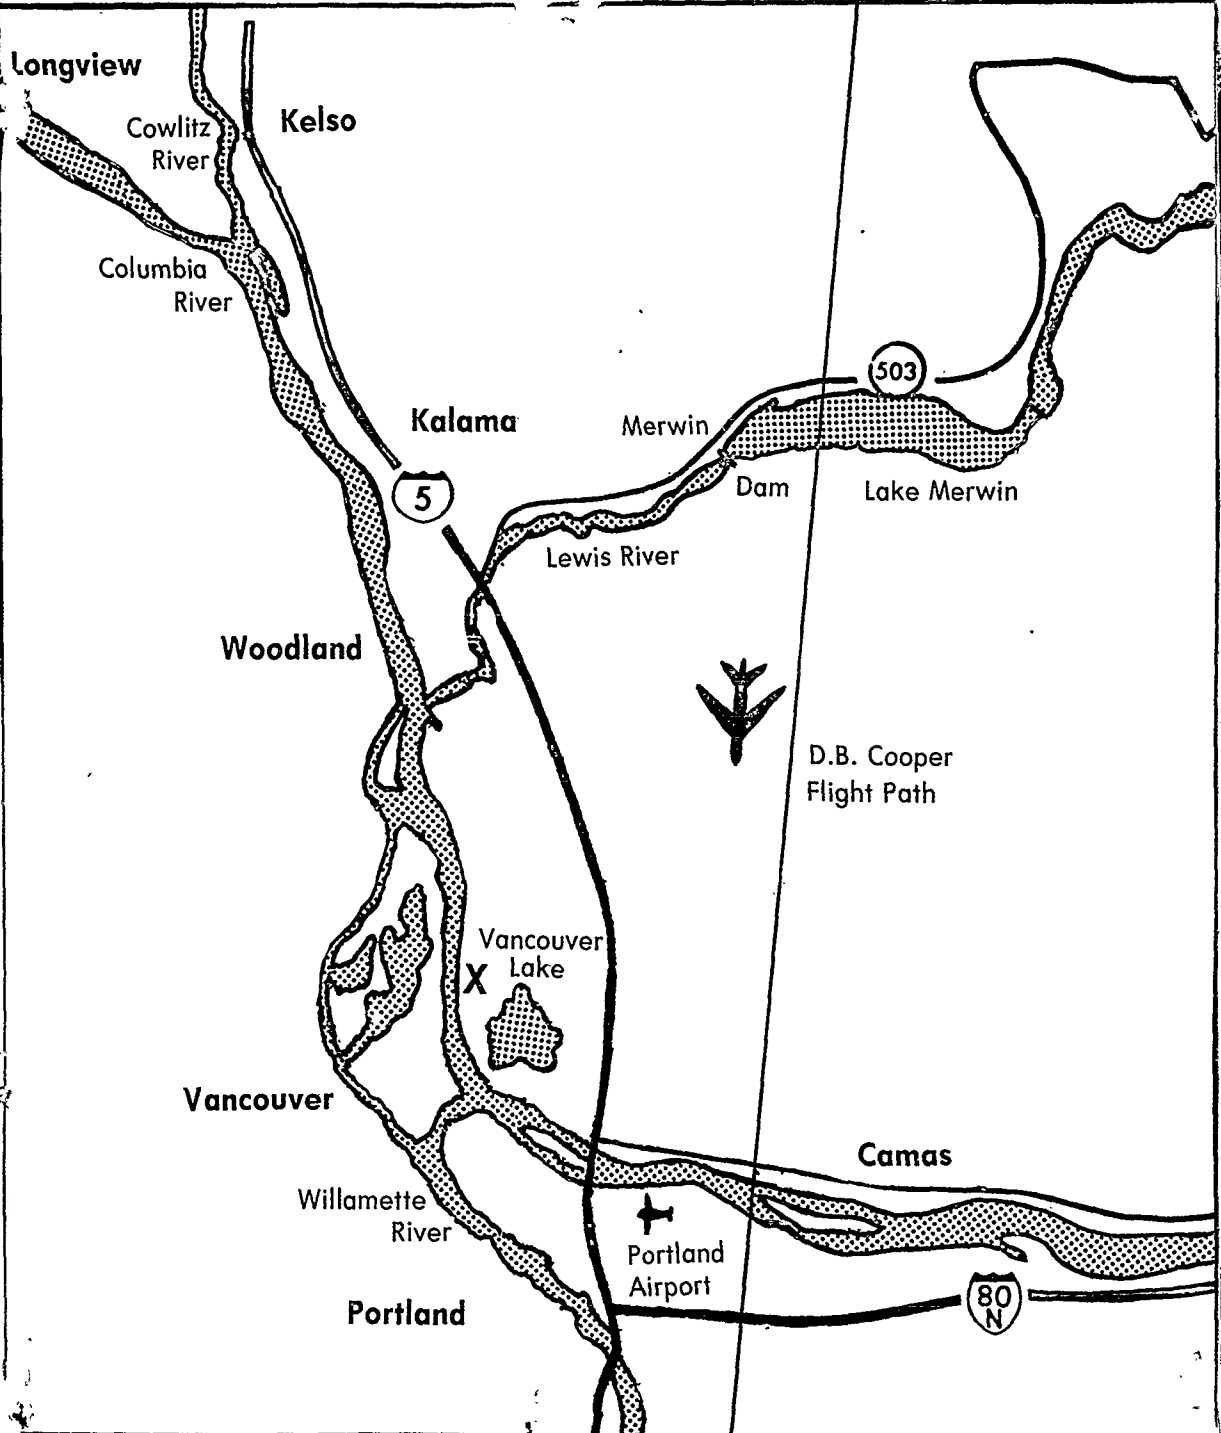 Longview
Kelso
Cowlitz
River
Columbia
River
503
Kalama
Merwin
5
Dam
Lake Merwin
Lewis River
Woodland
D.B. Cooper
Flight Path
Vancouver
Lake
X
Vancouver
Camas
Willamette
River
Portland
Airport
80
N
Portland